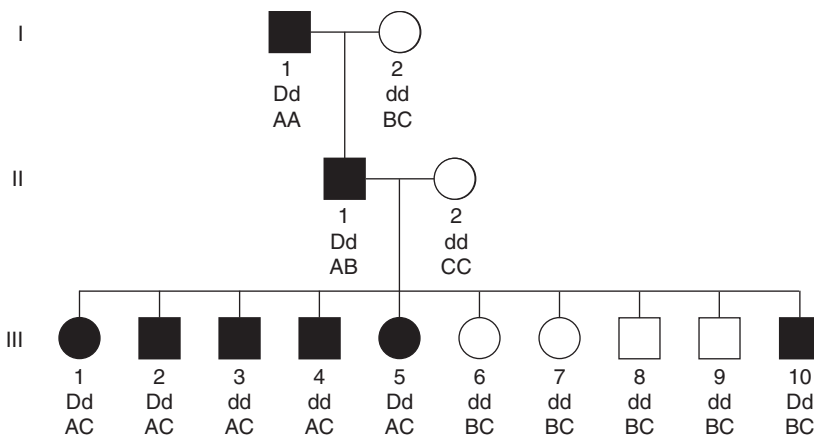 I
1 2
Dd dd
AA BC
II
1 2
Dd dd
AB CC
III
1 2 3 4 5 6 7 8 9 10
Dd Dd dd dd Dd dd dd dd dd Dd
AC AC AC AC AC BC BC BC BC BC